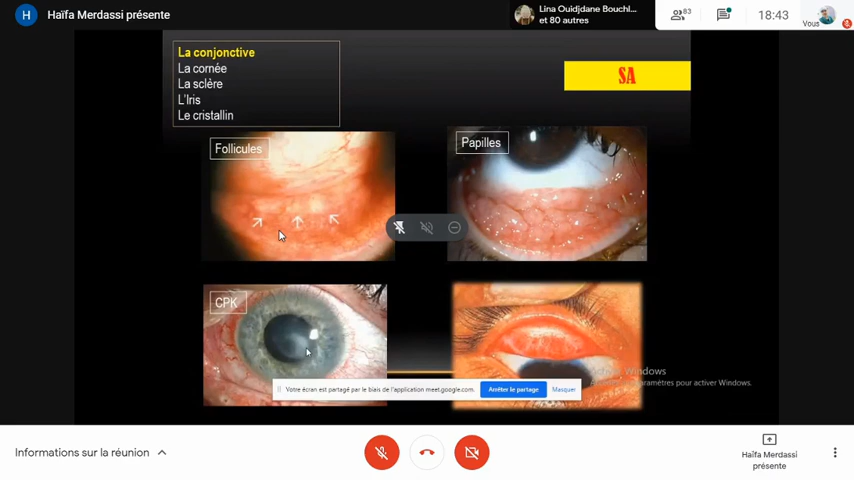 H
Haïfa Merdassi présente
Lina Ouidjdane Bouchl...
et 80 autres
83
18:43
Vous
La conjonctive
La cornée
La sclère
L'Iris
Le cristallin
SA
Follicules
Papilles
CPK
Windows
paramètres pour activer Windows.
Votre écran est partagé par le biais de l'application meet.google.com.
Arrêter le partage
Masquer
Informations sur la réunion
Haïfa Merdassi
présente